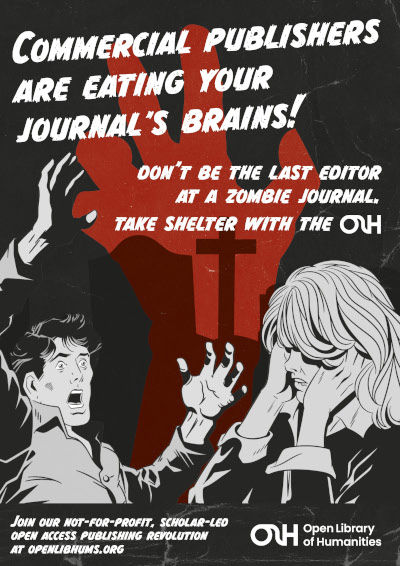 COMMERCIAL PUBLISHERS
ARE EATING YOUR
JOURNAL'S BRAINS!
DON'T BE THE LAST EDITOR
AT A ZOMBIE JOURNAL.
TAKE SHELTER WITH THE OLH
JOIN OUR NOT-FOR-PROFIT, SCHOLAR-LED
OPEN ACCESS PUBLISHING REVOLUTION
AT OPENLIBHUMS.ORG
OLH Open Library
of Humanities